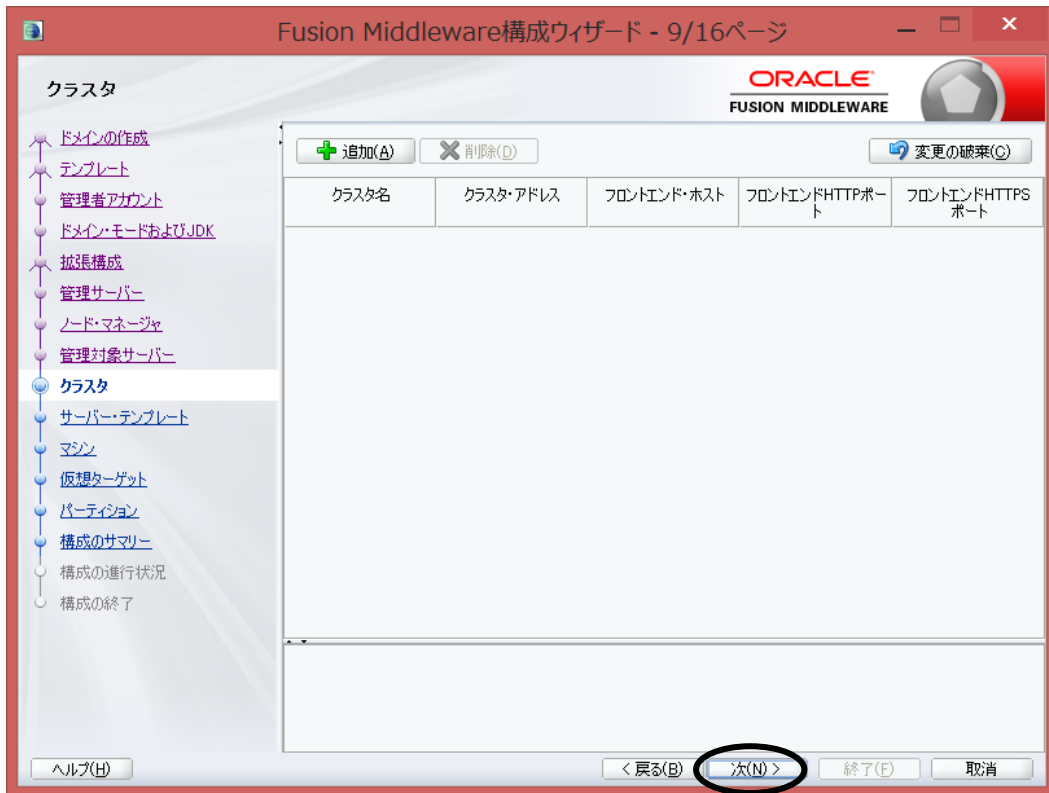 Fusion Middleware構成ウィザード - 9/16ページ
クラスタ
ORACLE
FUSION MIDDLEWARE
ドメインの作成
テンプレート
管理者アカウント
ドメイン・モードおよびJDK
拡張構成
管理サーバー
ノード・マネージャ
管理対象サーバー
クラスタ
サーバー・テンプレート
マシン
仮想ターゲット
パーティション
構成のサマリー
構成の進行状況
構成の終了
追加(A) 削除(D) 変更の破棄(C)
クラスタ名 クラスタ・アドレス フロントエンド・ホスト フロントエンドHTTPポート フロントエンドHTTPSポート
ヘルプ(H) < 戻る(B) 次(N) > 終了(F) 取消